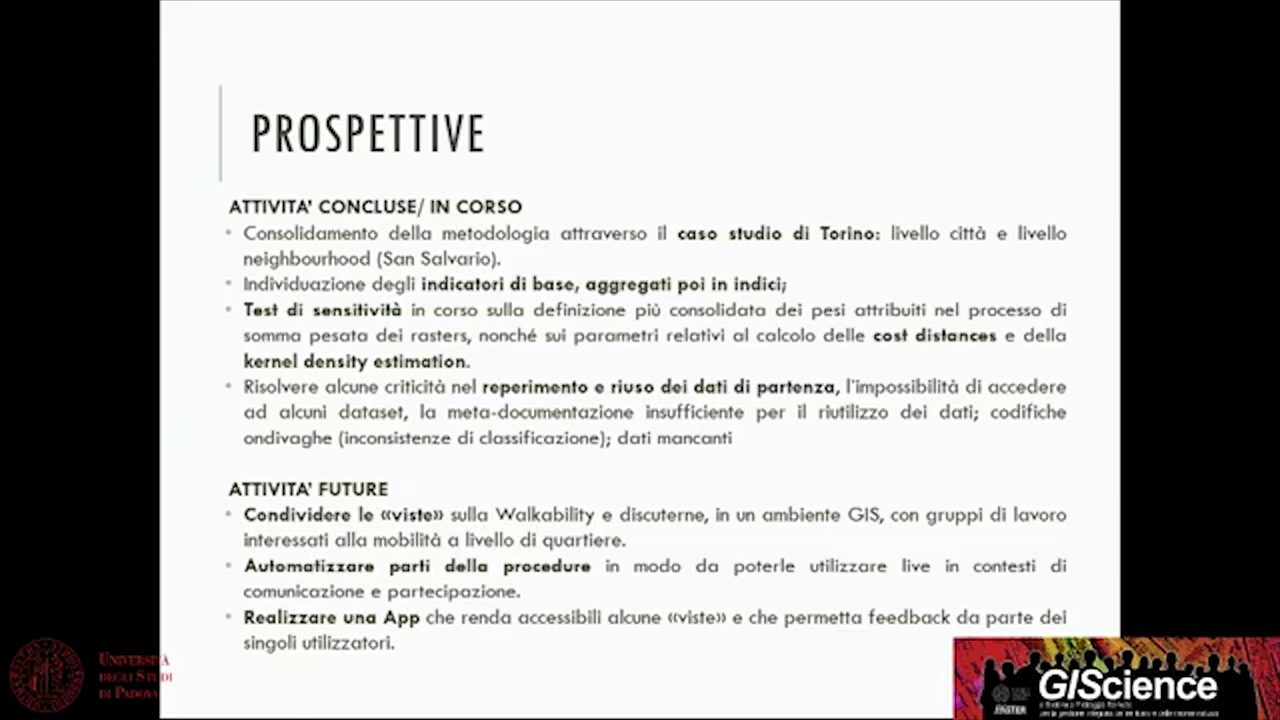 PROSPETTIVE
ATTIVITA' CONCLUSE/ IN CORSO
• Consolidamento della metodologia attraverso il caso studio di Torino: livello città e livello
neighbourhood (San Salvario).
• Individuazione degli indicatori di base, aggregati poi in indici;
• Test di sensitività in corso sulla definizione più consolidata dei pesi attribuiti nel processo di
somma pesata dei rasters, nonché sui parametri relativi al calcolo delle cost distances e della
kernel density estimation.
• Risolvere alcune criticità nel reperimento e riuso dei dati di partenza, l'impossibilità di accedere
ad alcuni dataset, la meta-documentazione insufficiente per il riutilizzo dei dati; codifiche
ondivaghe (inconsistenze di classificazione); dati mancanti
ATTIVITA' FUTURE
• Condividere le «viste» sulla Walkability e discuterne, in un ambiente GIS, con gruppi di lavoro
interessati alla mobilità a livello di quartiere.
• Automatizzare parti della procedure in modo da poterle utilizzare live in contesti di
comunicazione e partecipazione.
• Realizzare una App che renda accessibili alcune «viste» e che permetta feedback da parte dei
singoli utilizzatori.
UNIVERSITÀ
DEGLI STUDI
DI PADOVA
GIScience
MASTER